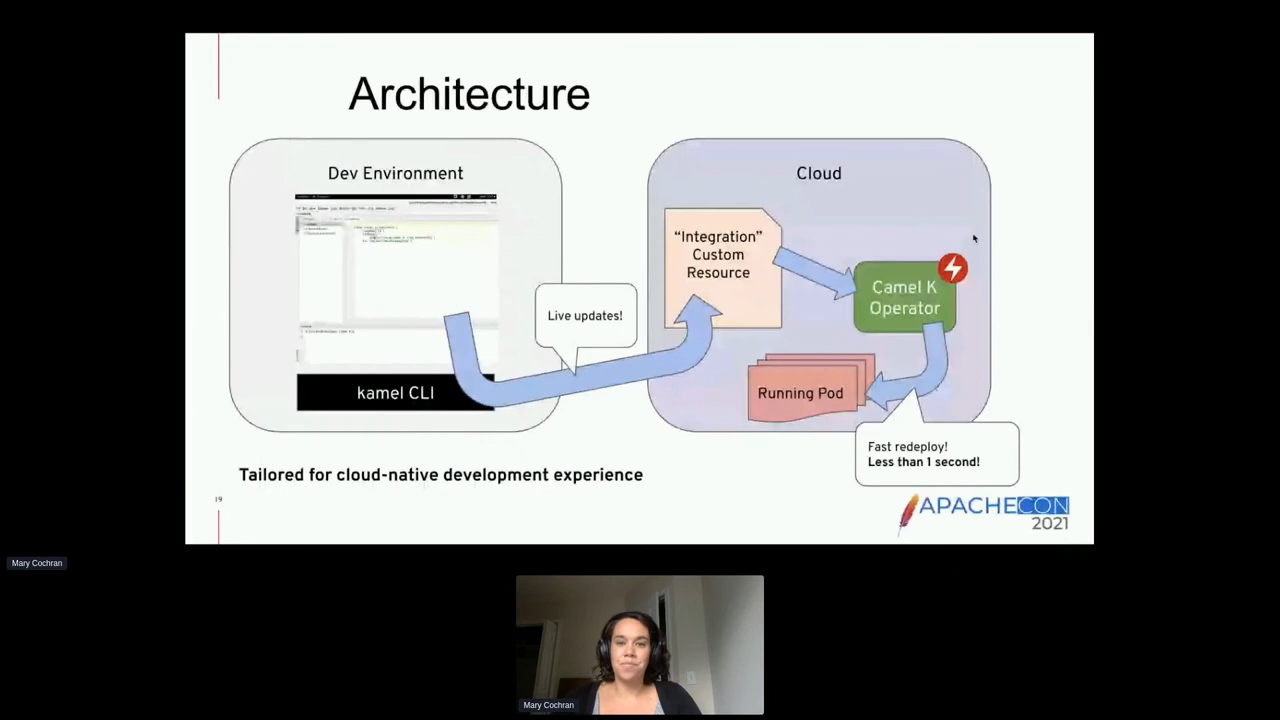 Architecture
Dev Environment
kamel CLI
Live updates!
Cloud
“Integration”
Custom
Resource
Camel K
Operator
Running Pod
Fast redeploy!
Less than 1 second!
Tailored for cloud-native development experience
19
APACHECON
2021
Mary Cochran
Mary Cochran